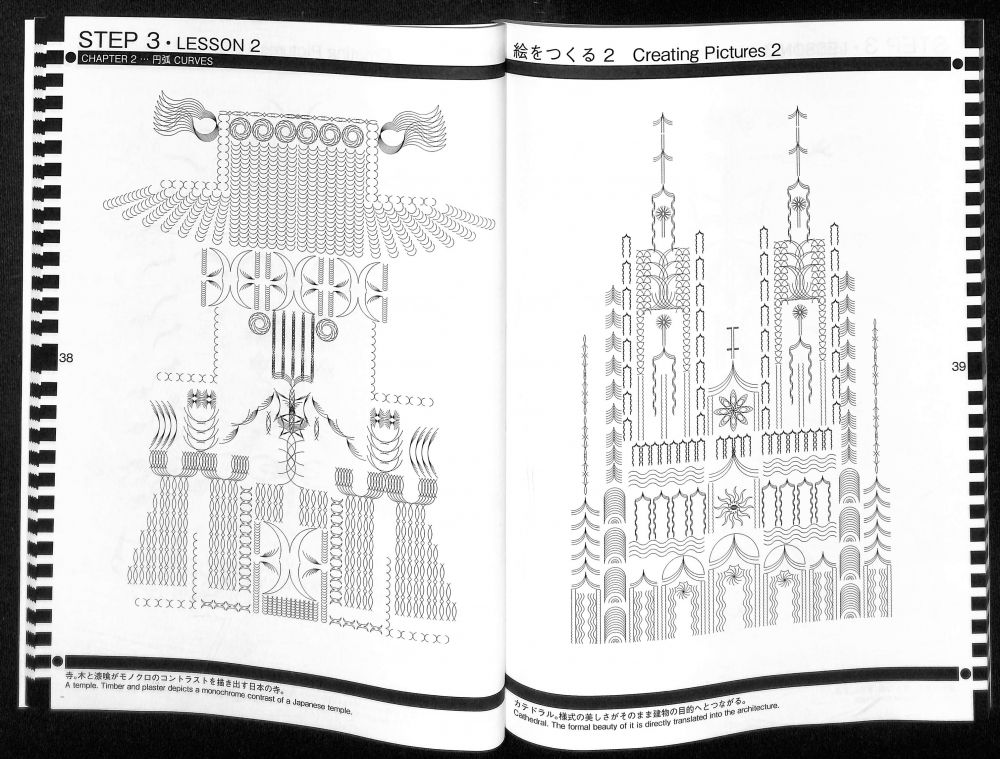 STEP 3・LESSON 2
CHAPTER 2 … 円弧 CURVES
38
寺。木と漆喰がモノクロのコントラストを描き出す日本の寺。
A temple. Timber and plaster depicts a monochrome contrast of a Japanese temple.
絵をつくる 2 Creating Pictures 2
39
カテドラル。様式の美しさがそのまま建物の目的へとつながる。
Cathedral. The formal beauty of it is directly translated into the architecture.